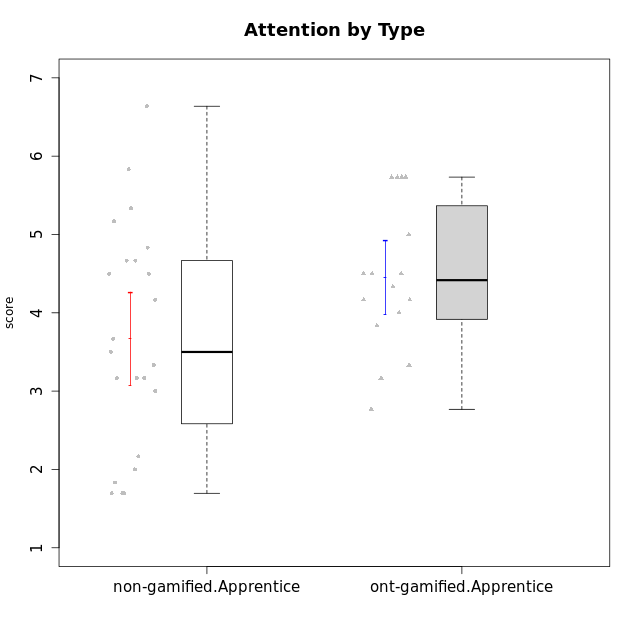 Attention by Type
7
6
5
4
3
2
1
score
non-gamified.Apprentice
ont-gamified.Apprentice